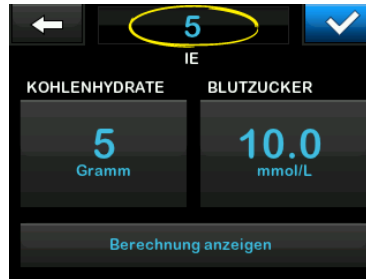 5
IE
KOHLENHYDRATE
BLUTZUCKER
5
Gramm
10.0
mmol/L
Berechnung anzeigen